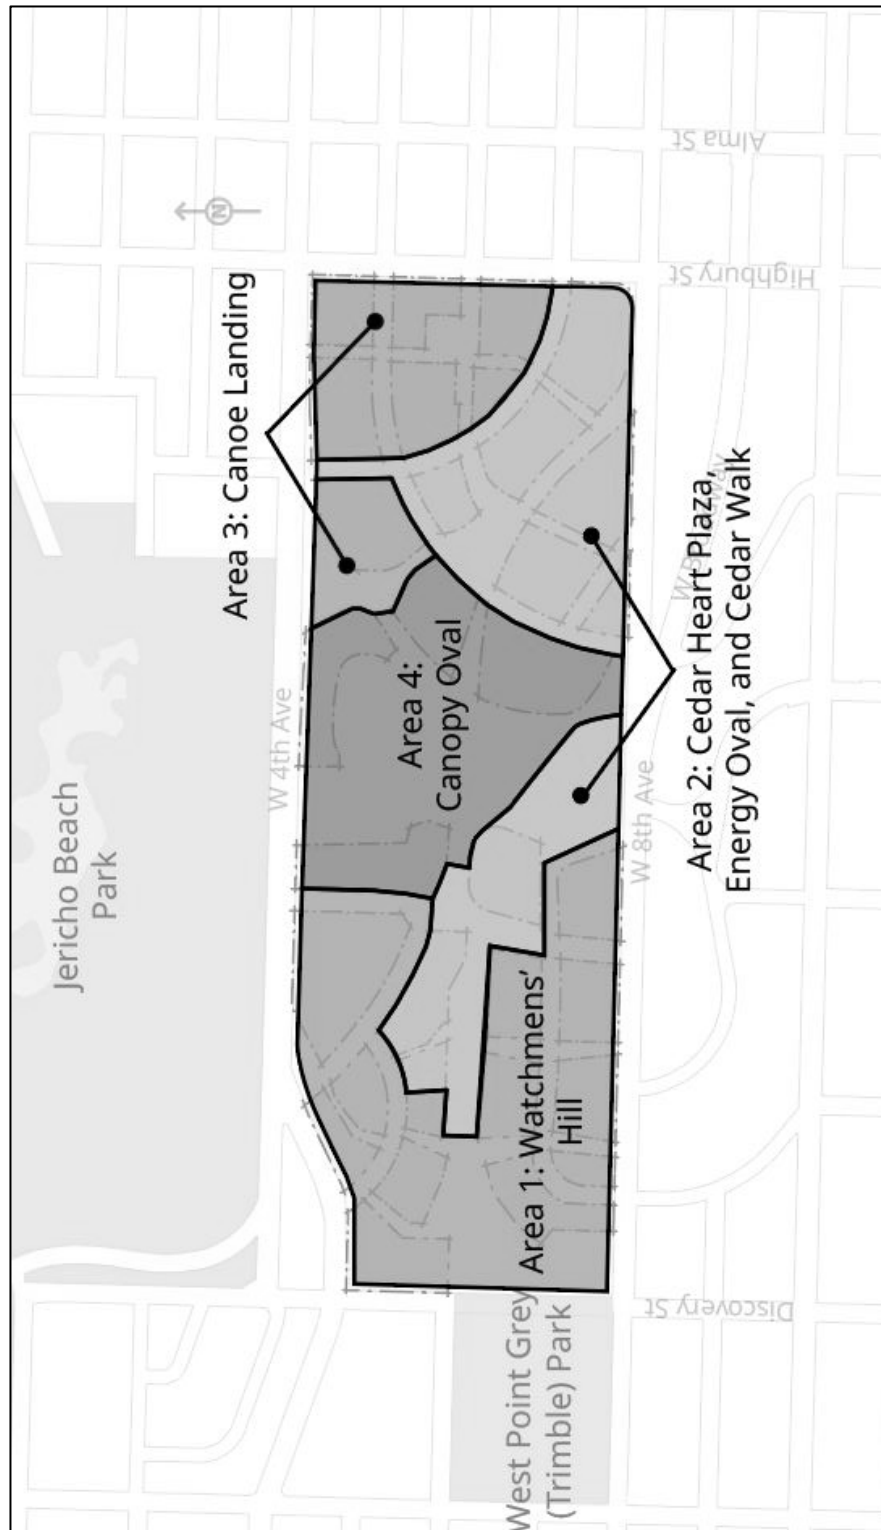 Jericho Beach
Park
W 4th Ave
Area 3: Canoe Landing
N
Area 4:
Canopy Oval
Area 1: Watchmens’
Hill
West Point Grey
(Trimble) Park
W 8th Ave
Area 2: Cedar Heart Plaza,
Energy Oval, and Cedar Walk
Discovery St
Highbury St
Alma St